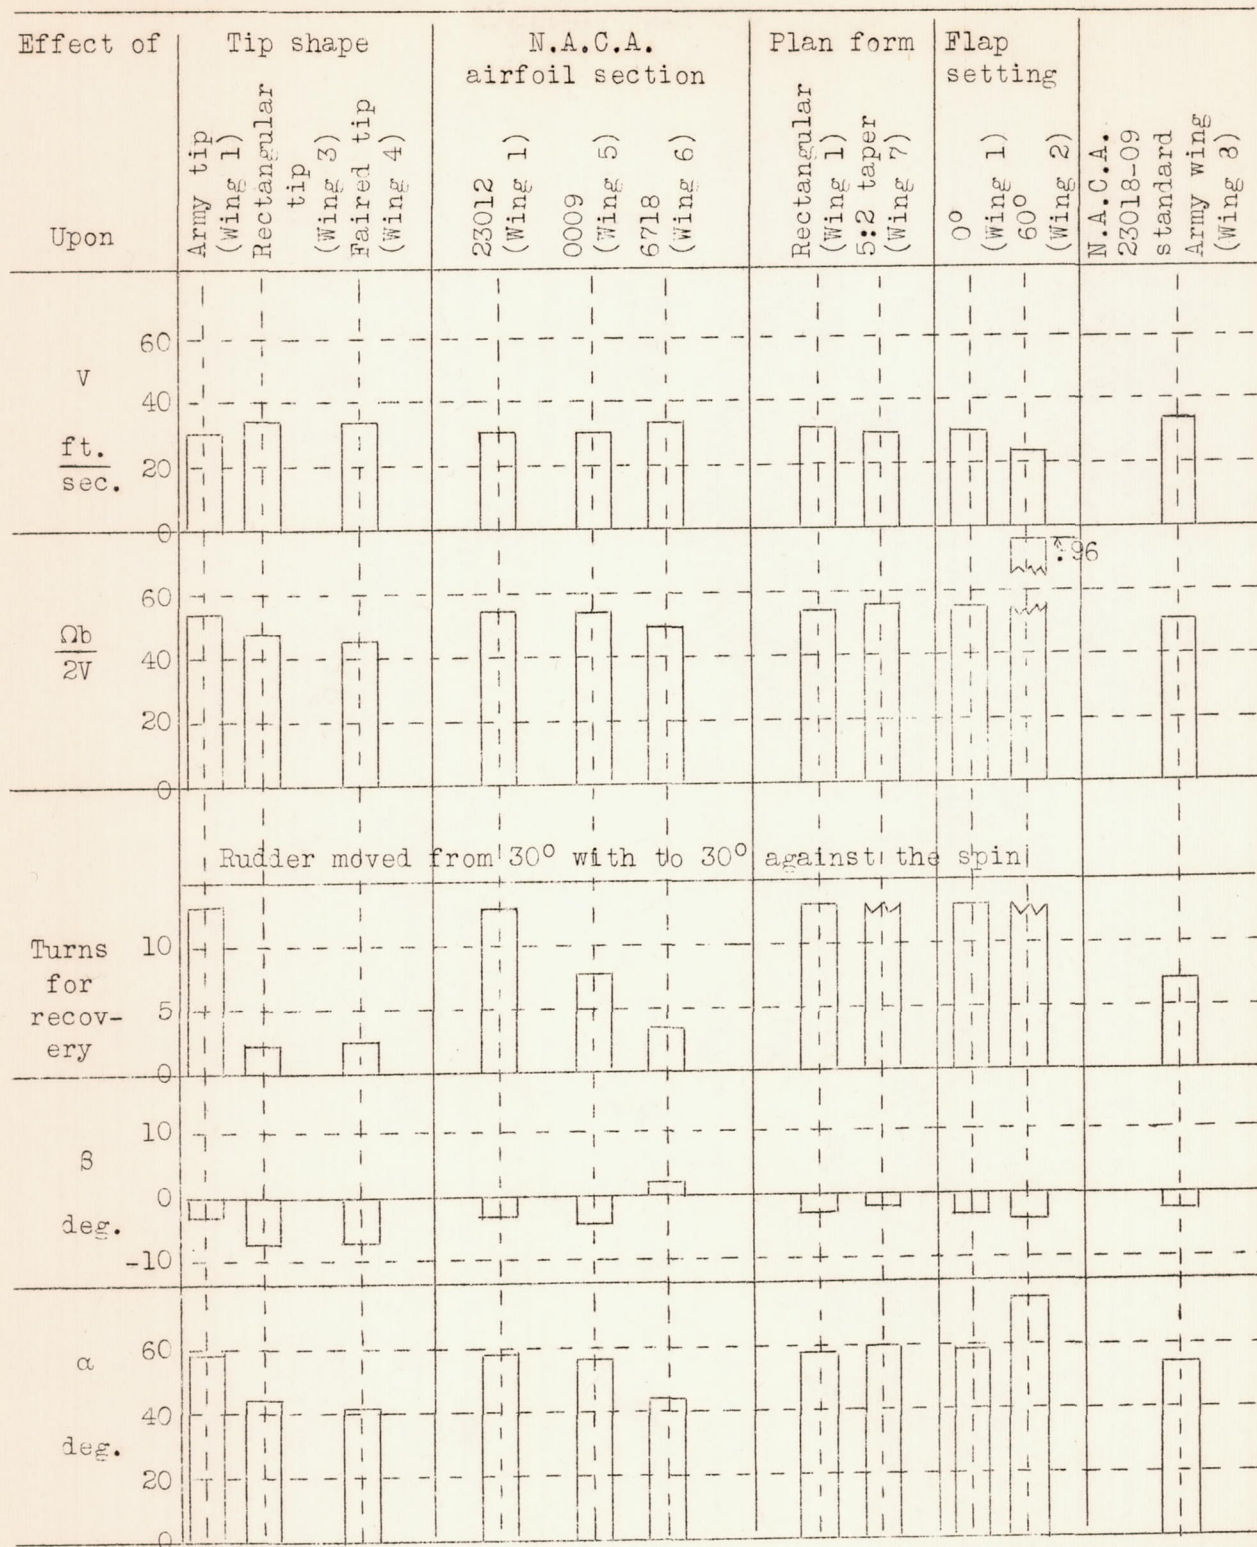 Effect of
Tip shape
N.A.C.A.
airfoil section
Plan form
Flap
setting
Upon
Army tip
(Wing 1)
Rectangular
tip
(Wing 3)
Faired tip
(Wing 4)
23012
(Wing 1)
0009
(Wing 5)
6718
(Wing 6)
Rectangular
(Wing 1)
5:2 taper
(Wing 7)
0°
(Wing 1)
60°
(Wing 2)
N.A.C.A.
23018-09
standard
Army wing
(Wing 8)
V
ft.
sec.
60
40
20
0
Ωb
2V
0
60
40
20
0
.96
Rudder moved from 30° with to 30° against the spin
Turns
for
recov-
ery
10
5
0
β
deg.
10
0
-10
α
deg.
60
40
20
0